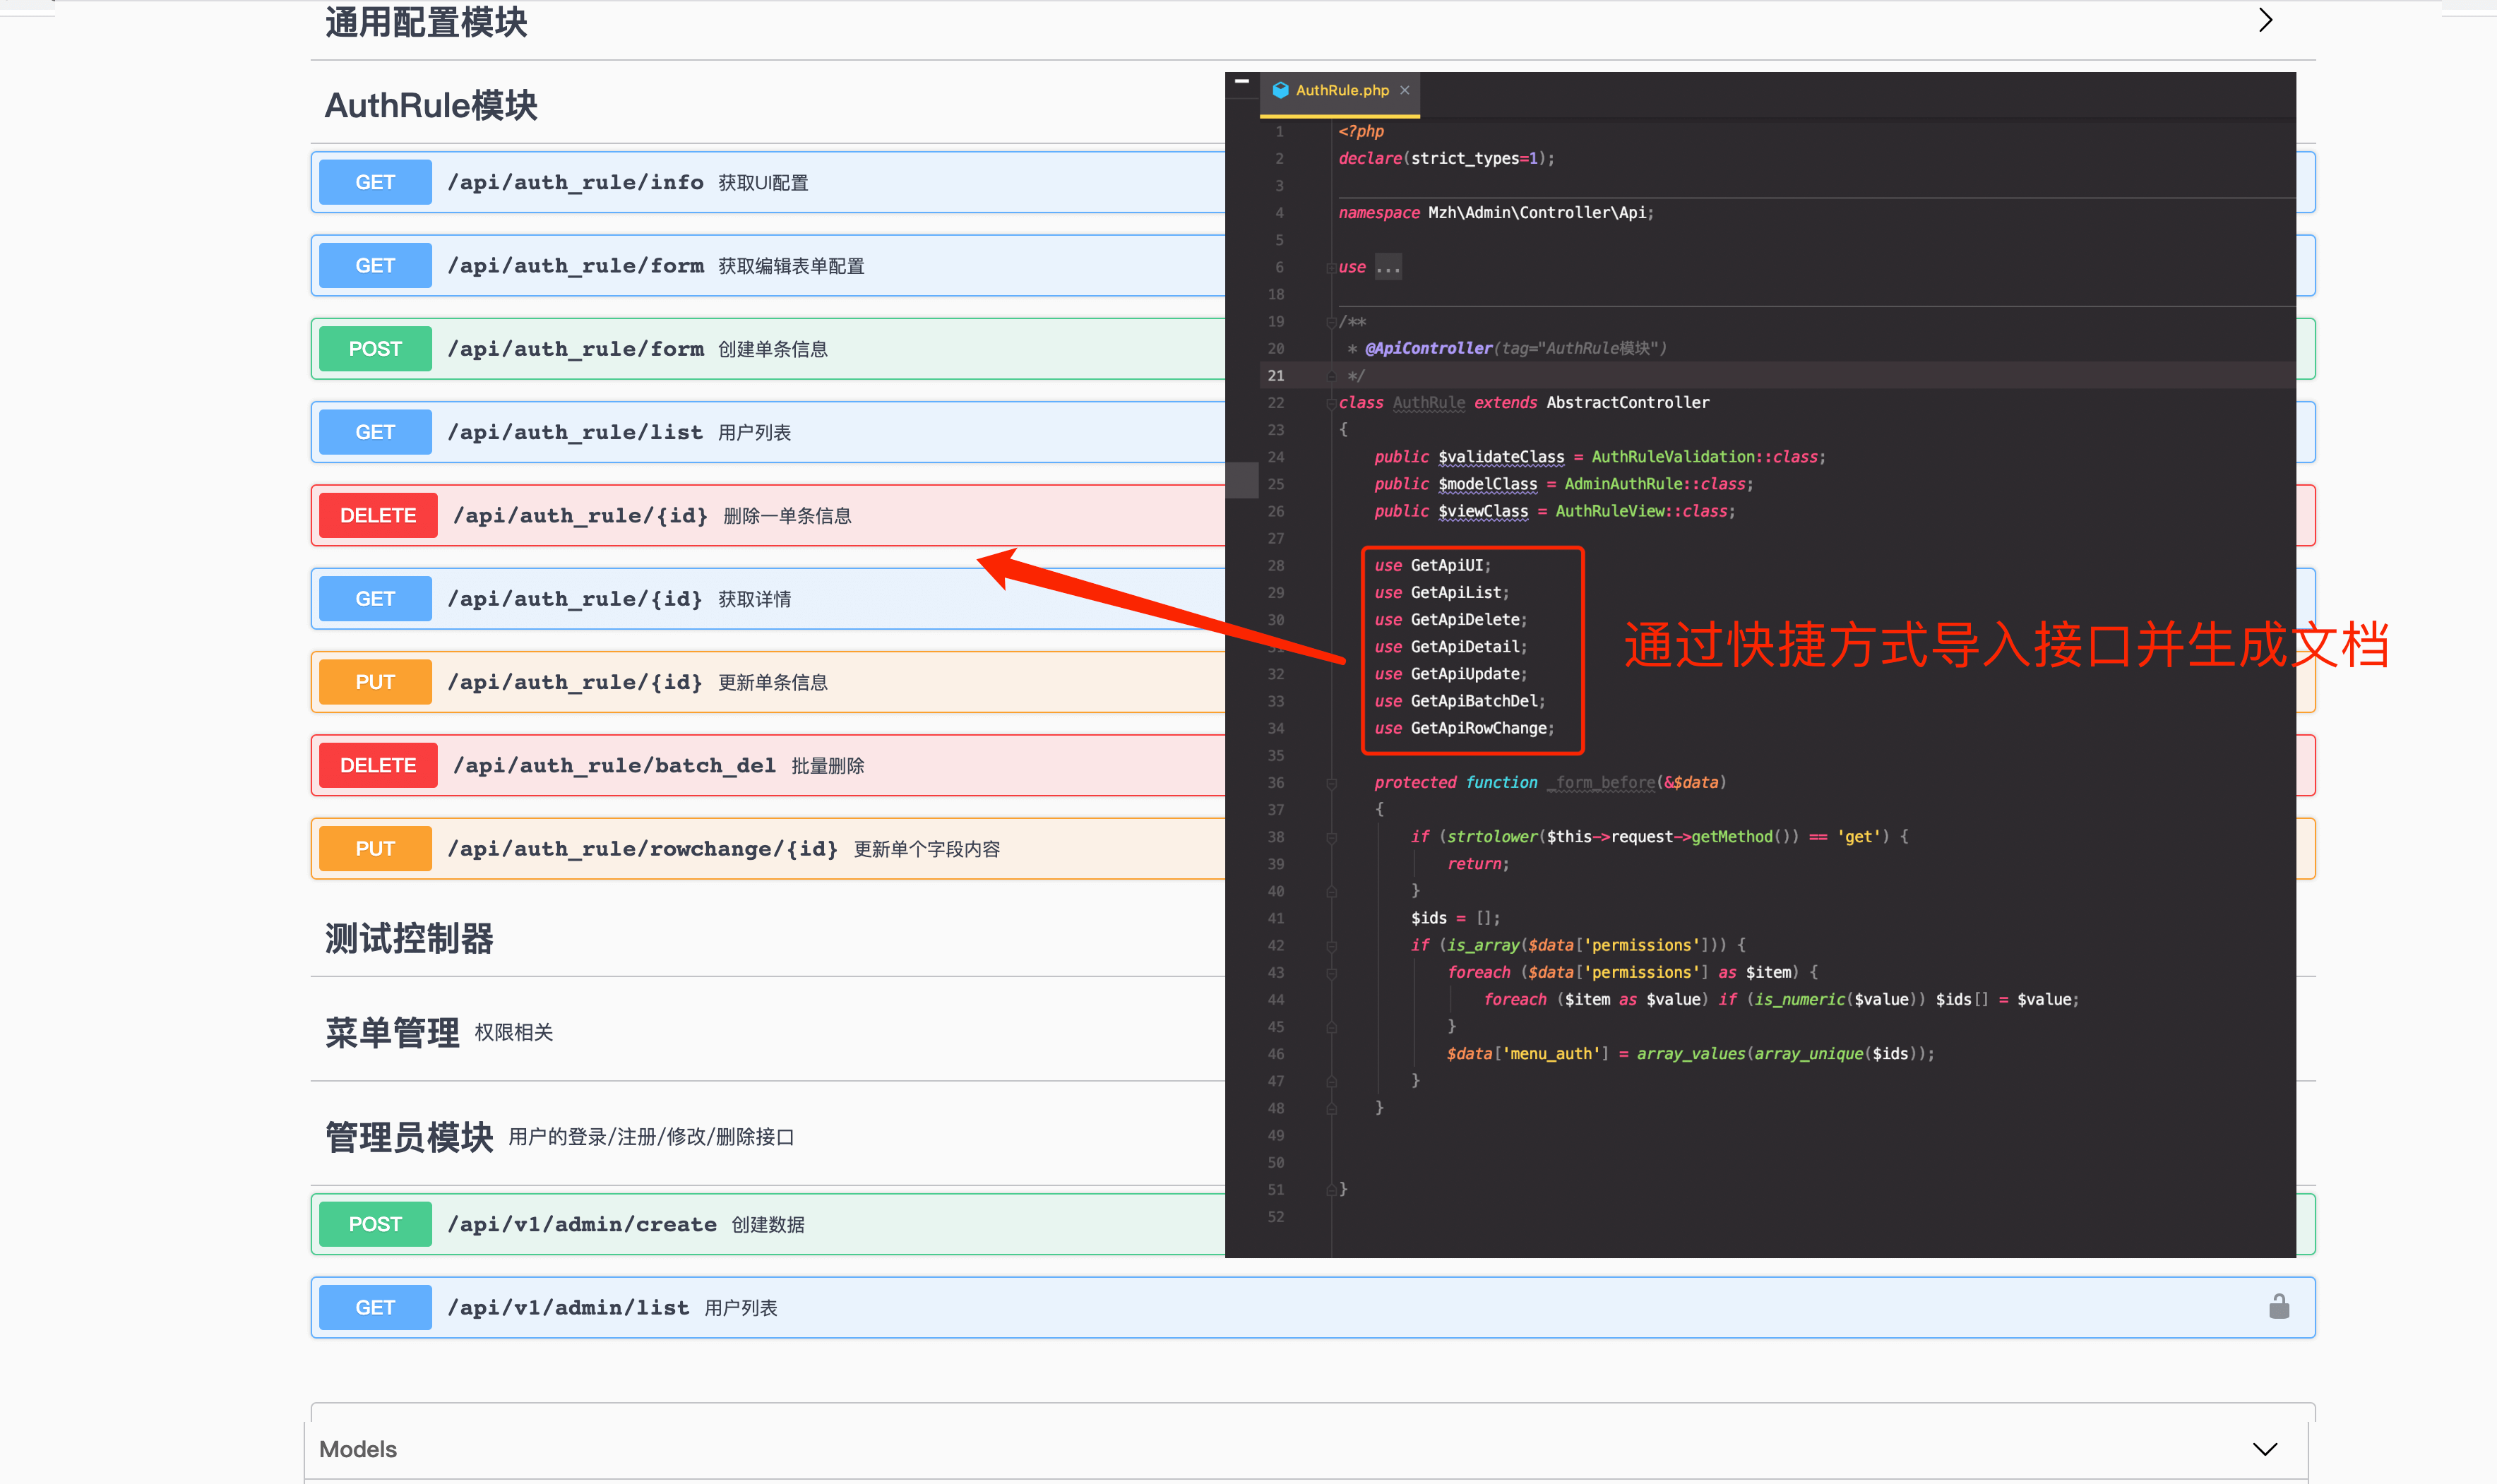 通用配置模块
AuthRule模块
GET /api/auth_rule/info 获取UI配置
GET /api/auth_rule/form 获取编辑表单配置
POST /api/auth_rule/form 创建单条信息
GET /api/auth_rule/list 用户列表
DELETE /api/auth_rule/{id} 删除一单条信息
GET /api/auth_rule/{id} 获取详情
PUT /api/auth_rule/{id} 更新单条信息
DELETE /api/auth_rule/batch_del 批量删除
PUT /api/auth_rule/rowchange/{id} 更新单个字段内容
测试控制器
菜单管理 权限相关
管理员模块 用户的登录/注册/修改/删除接口
POST /api/v1/admin/create 创建数据
GET /api/v1/admin/list 用户列表
Models
AuthRule.php
1 <?php
2 declare(strict_types=1);
3
4 namespace Mzh\Admin\Controller\Api;
5
6 use ...
18
19 /**
20 * @ApiController(tag="AuthRule模块")
21 */
22 class AuthRule extends AbstractController
23 {
24 public $validateClass = AuthRuleValidation::class;
25 public $modelClass = AdminAuthRule::class;
26 public $viewClass = AuthRuleView::class;
27
28 use GetApiUI;
29 use GetApiList;
30 use GetApiDelete;
31 use GetApiDetail;
32 use GetApiUpdate;
33 use GetApiBatchDel;
34 use GetApiRowChange;
35
36 protected function _form_before(&$data)
37 {
38 if (strtolower($this->request->getMethod()) == 'get') {
39 return;
40 }
41 $ids = [];
42 if (is_array($data['permissions'])) {
43 foreach ($data['permissions'] as $item) {
44 foreach ($item as $value) if (is_numeric($value)) $ids[] = $value;
45 }
46 $data['menu_auth'] = array_values(array_unique($ids));
47 }
48 }
49
50
51 }
52
通过快捷方式导入接口并生成文档